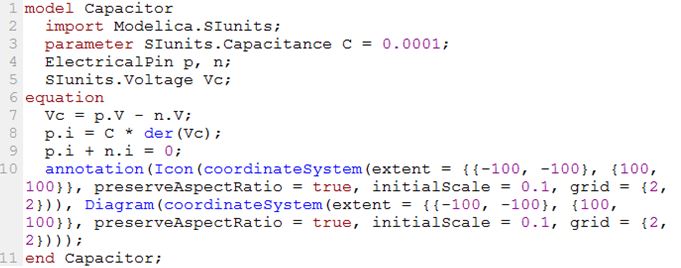 1 model Capacitor
2   import Modelica.SIunits;
3   parameter SIunits.Capacitance C = 0.0001;
4   ElectricalPin p, n;
5   SIunits.Voltage Vc;
6 equation
7   Vc = p.V - n.V;
8   p.i = C * der(Vc);
9   p.i + n.i = 0;
10   annotation(Icon(coordinateSystem(extent = {{-100, -100}, {100,
100}}, preserveAspectRatio = true, initialScale = 0.1, grid = {2,
2})), Diagram(coordinateSystem(extent = {{-100, -100}, {100,
100}}, preserveAspectRatio = true, initialScale = 0.1, grid = {2,
2})));
11 end Capacitor;